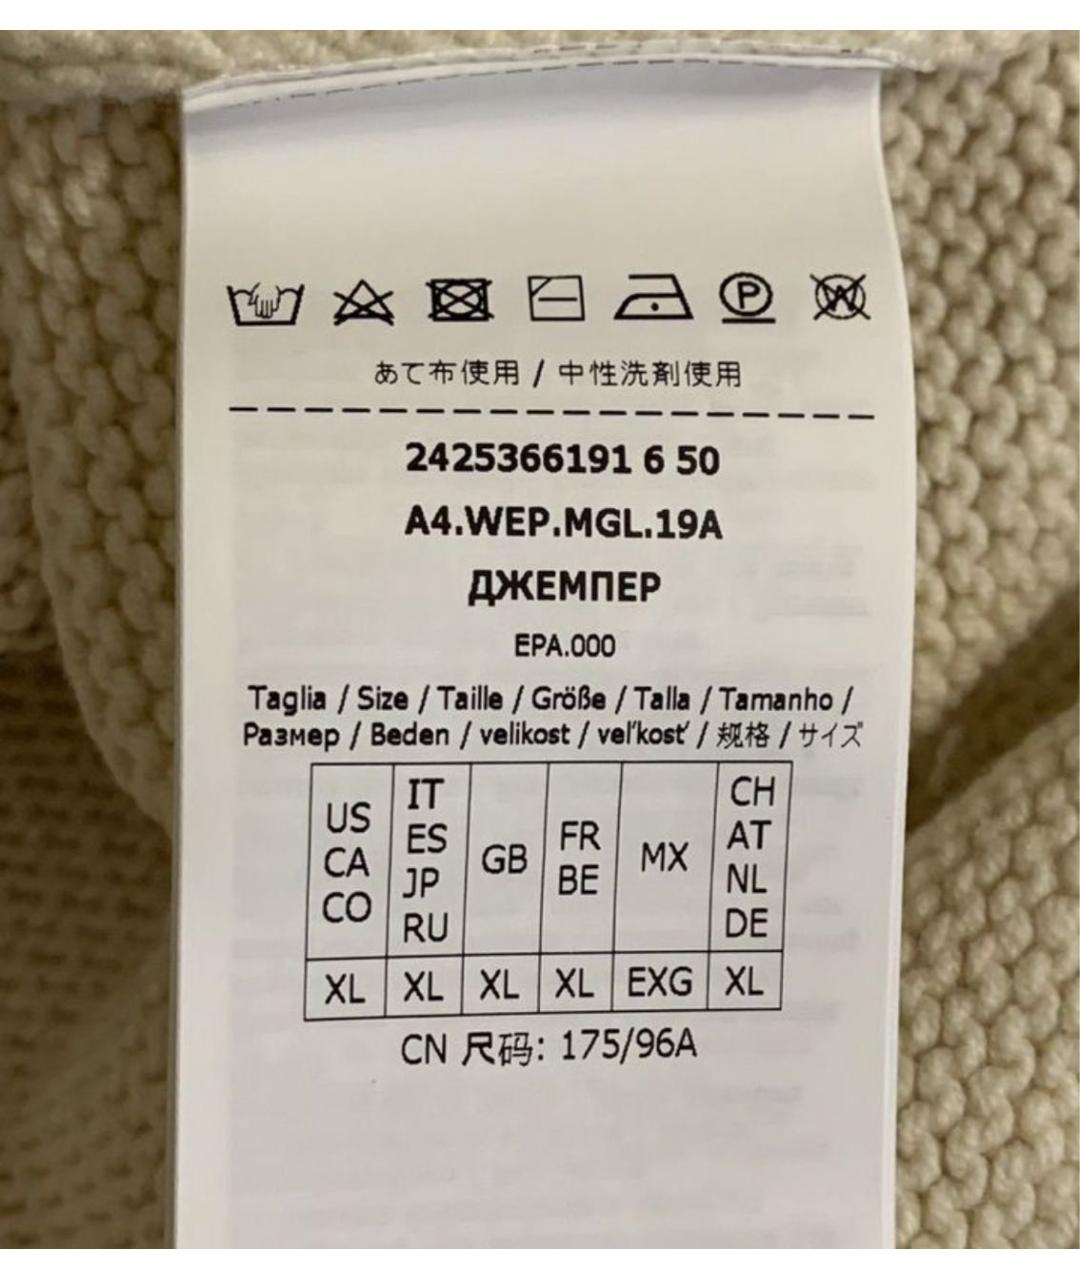 あて布使用 / 中性洗剤使用
2425366191 6 50
A4.WEP.MGL.19A
ДЖЕМПЕР
EPA.000
Taglia / Size / Taille / Größe / Talla / Tamanho /
Размер / Beden / velikost / veľkosť / 规格 / サイズ
US CA CO | IT ES JP RU | GB | FR BE | MX | CH AT NL DE
XL | XL | XL | XL | EXG | XL
CN 尺码: 175/96A